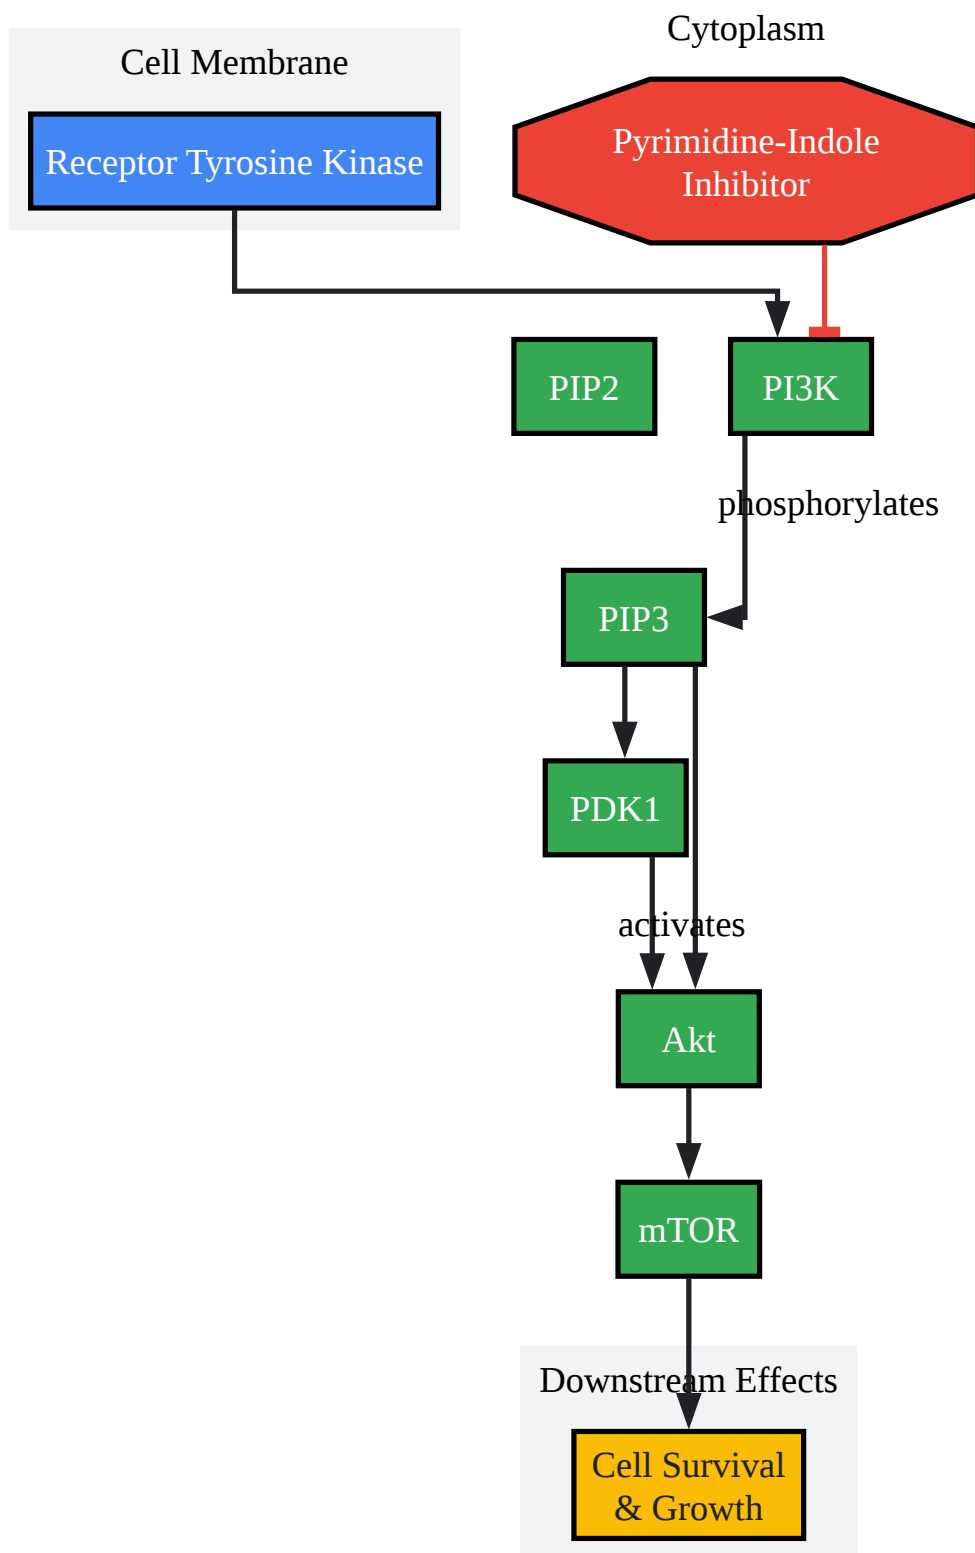 Cytoplasm
Cell Membrane
Receptor Tyrosine Kinase
Pyrimidine-Indole
Inhibitor
PIP2
PI3K
phosphorylates
PIP3
PDK1
activates
Akt
mTOR
Downstream Effects
Cell Survival
& Growth